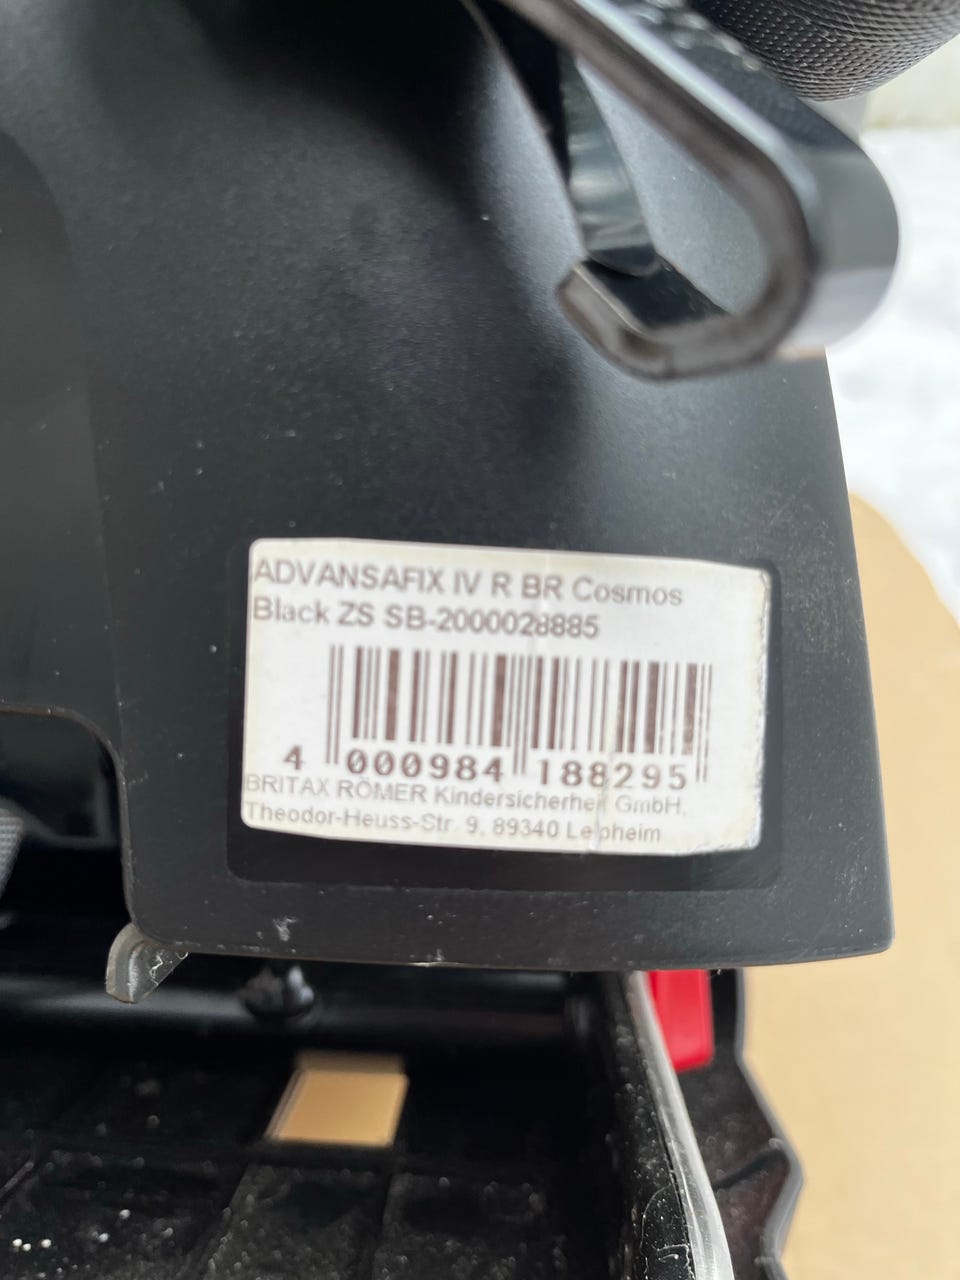 ADVANSAFIX IV R BR Cosmos
Black ZS SB-2000028885
4 000984 188295
BRITAX RÖMER Kindersicherheit GmbH,
Theodor-Heuss-Str. 9, 89340 Leipheim